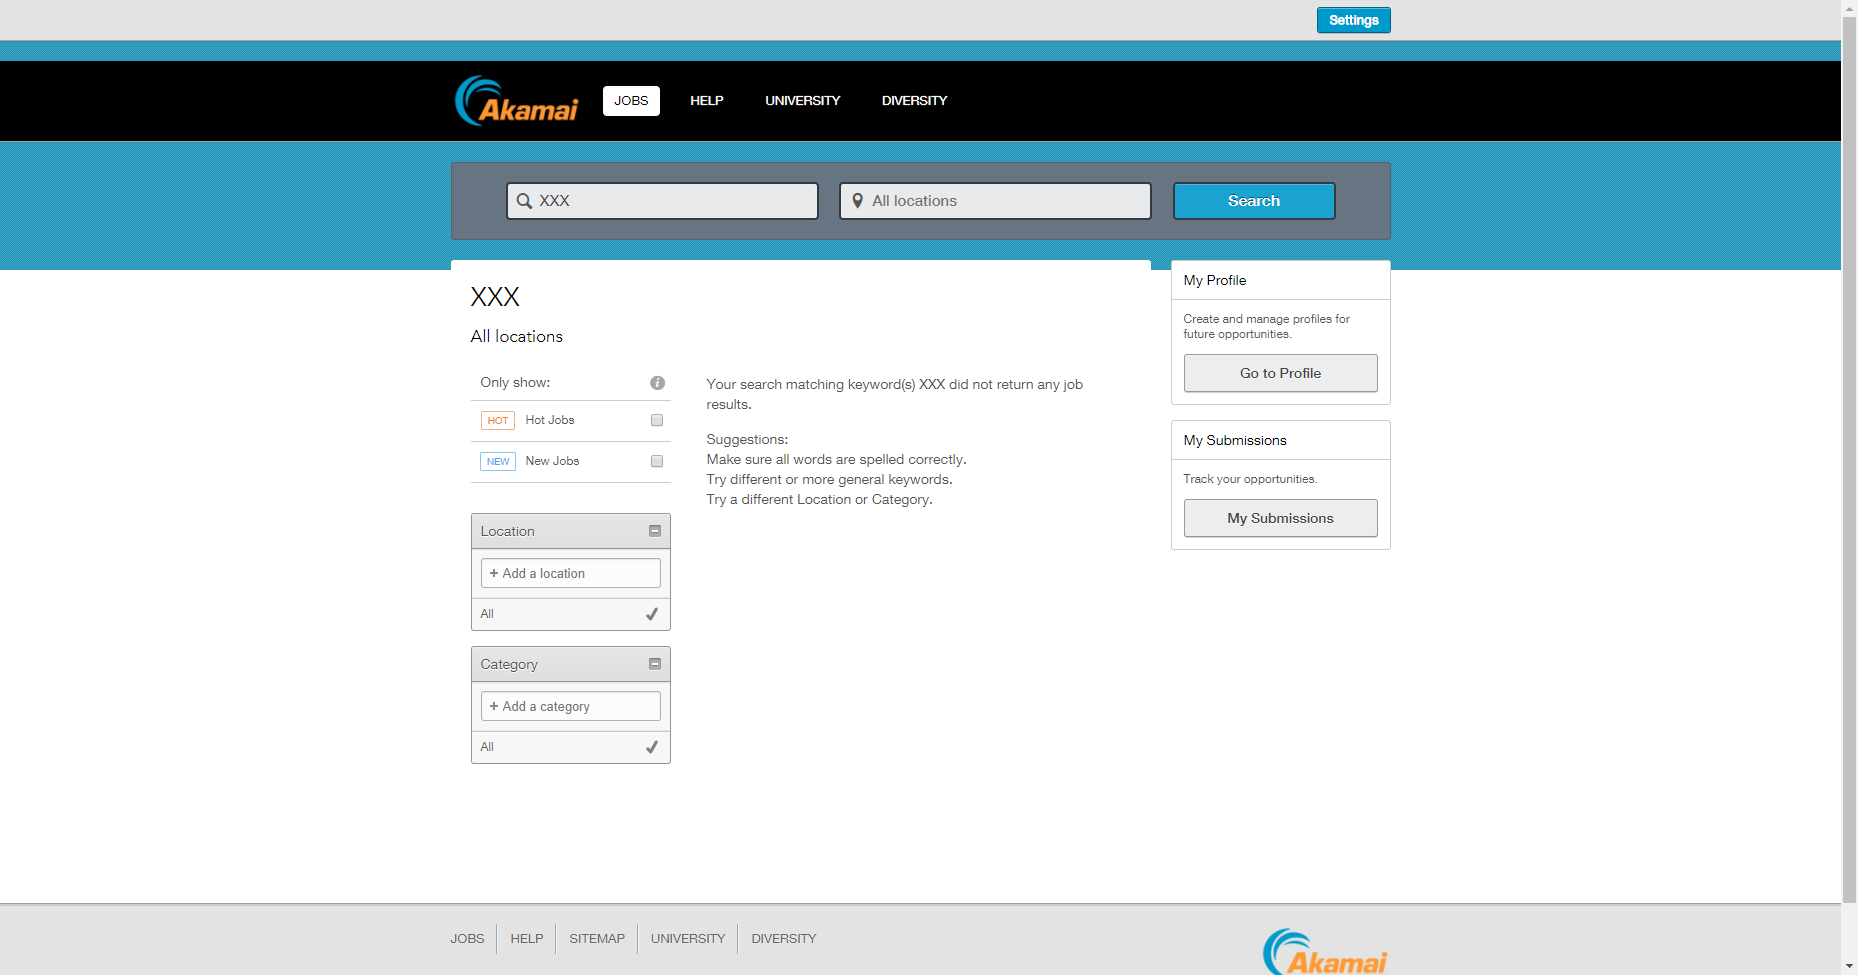 Settings
Akamai
JOBS
HELP
UNIVERSITY
DIVERSITY
XXX
All locations
Search
XXX
All locations
Only show:
HOT Hot Jobs
NEW New Jobs
Location
+ Add a location
All
Category
+ Add a category
All
Your search matching keyword(s) XXX did not return any job
results.
Suggestions:
Make sure all words are spelled correctly.
Try different or more general keywords.
Try a different Location or Category.
My Profile
Create and manage profiles for
future opportunities.
Go to Profile
My Submissions
Track your opportunities.
My Submissions
JOBS
HELP
SITEMAP
UNIVERSITY
DIVERSITY
Akamai